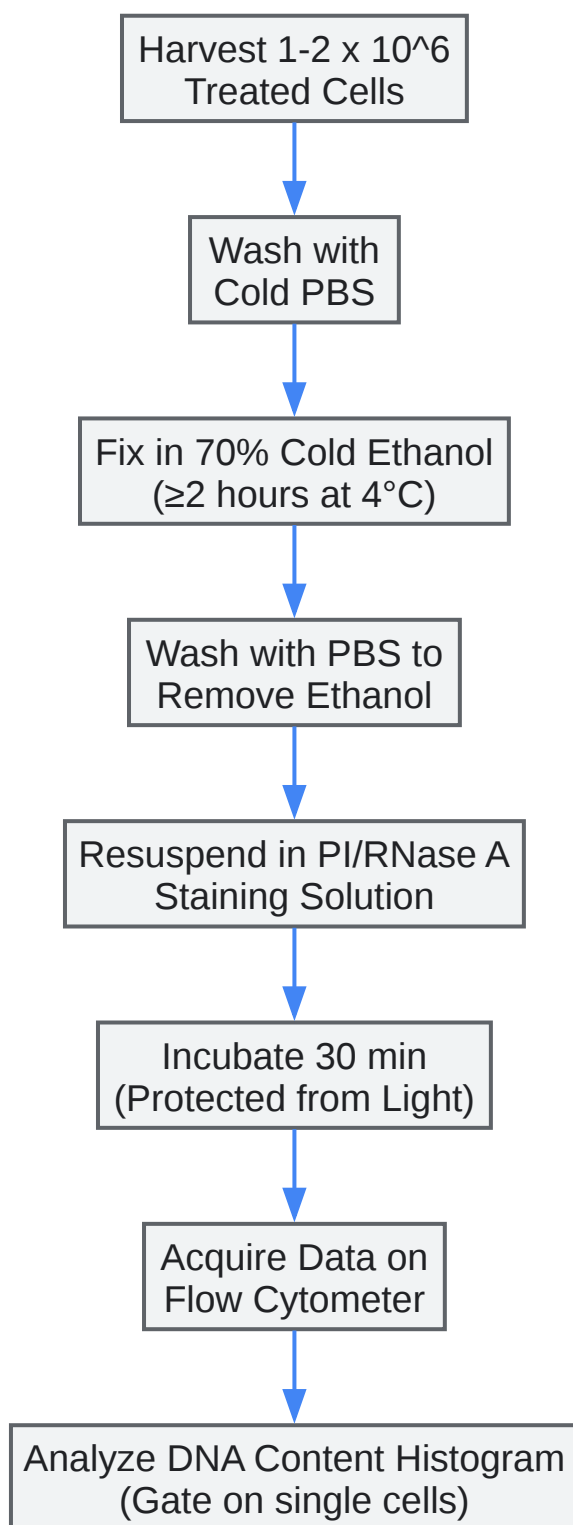 Harvest 1-2 x 10^6
Treated Cells
Wash with
Cold PBS
Fix in 70% Cold Ethanol
(≥2 hours at 4°C)
Wash with PBS to
Remove Ethanol
Resuspend in PI/RNase A
Staining Solution
Incubate 30 min
(Protected from Light)
Acquire Data on
Flow Cytometer
Analyze DNA Content Histogram
(Gate on single cells)